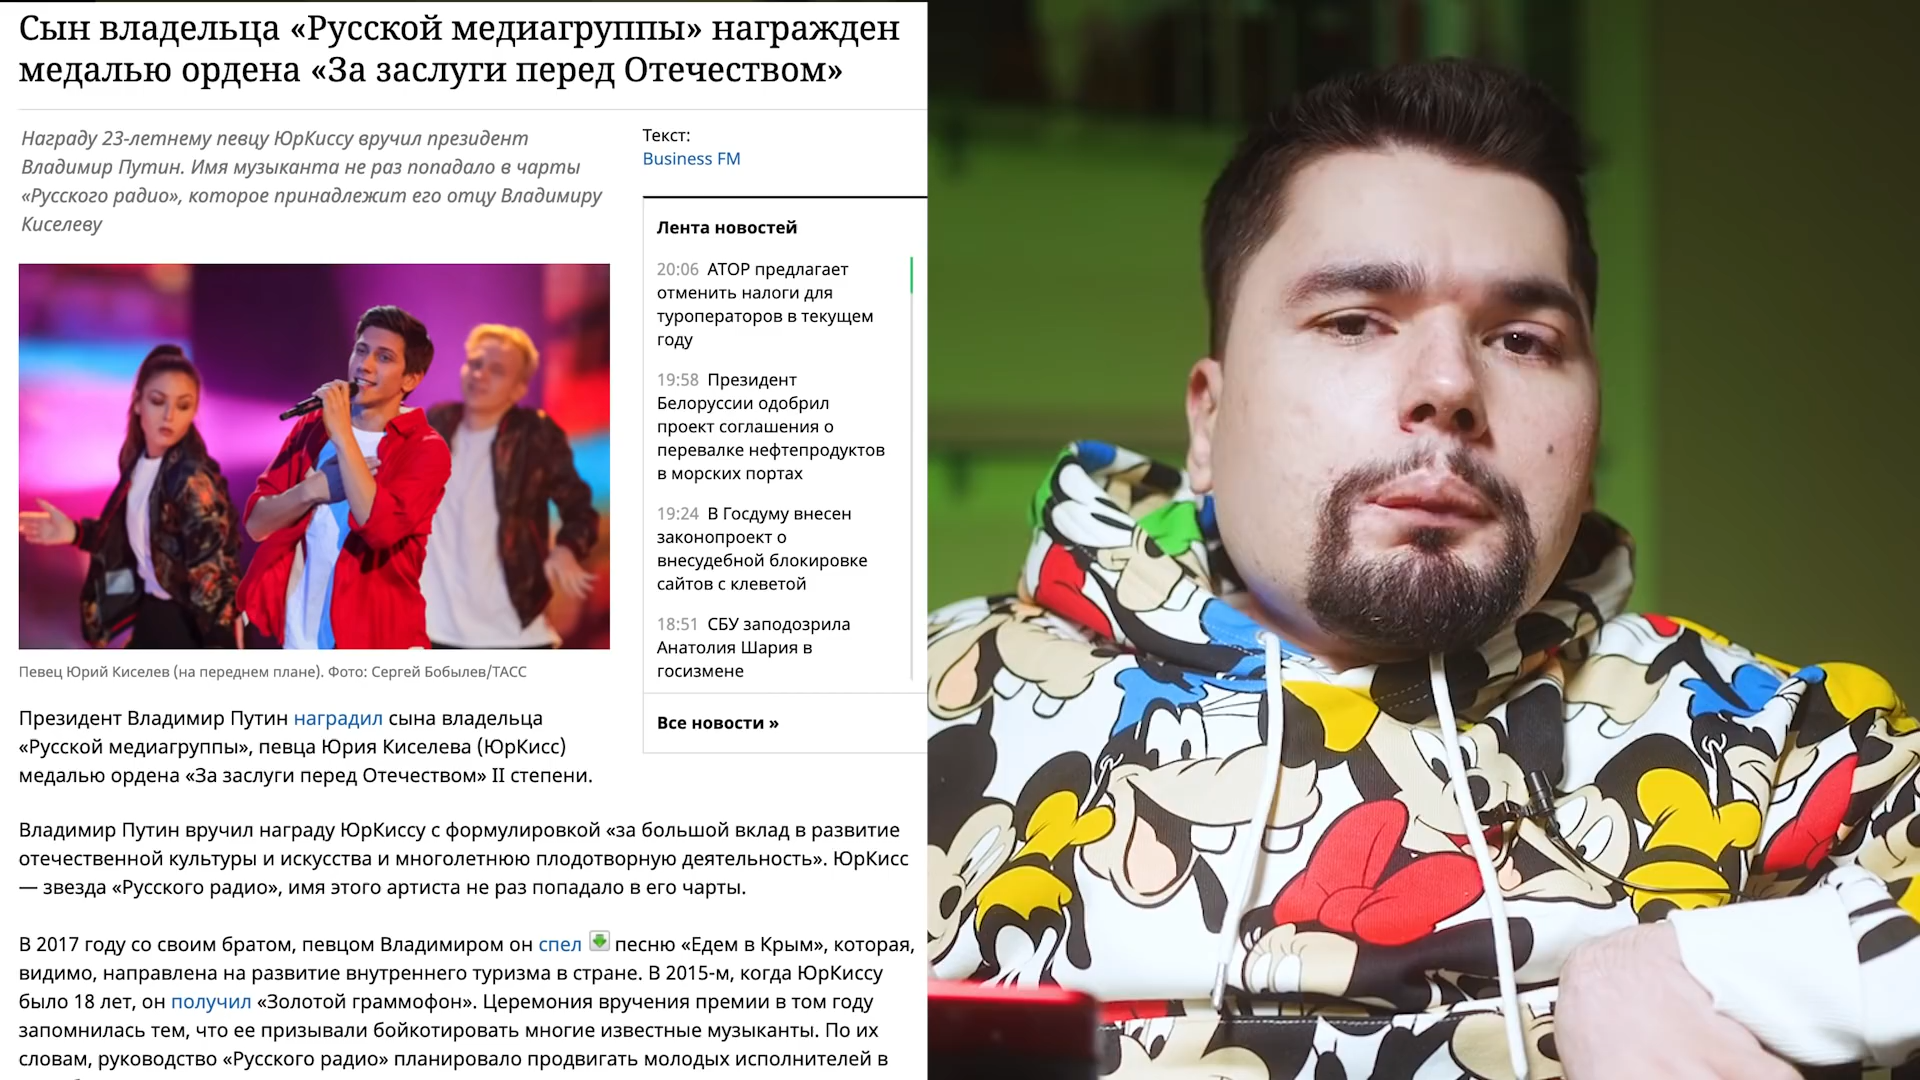 Сын владельца «Русской медиагруппы» награжден
медалью ордена «За заслуги перед Отечеством»
Награду 23-летнему певцу ЮрКиссу вручил президент
Владимир Путин. Имя музыканта не раз попадало в чарты
«Русского радио», которое принадлежит его отцу Владимиру
Киселеву
Певец Юрий Киселев (на переднем плане). Фото: Сергей Бобылев/ТАСС
Президент Владимир Путин наградил сына владельца
«Русской медиагруппы», певца Юрия Киселева (ЮрКисс)
медалью ордена «За заслуги перед Отечеством» II степени.
Владимир Путин вручил награду ЮрКиссу с формулировкой «за большой вклад в развитие
отечественной культуры и искусства и многолетнюю плодотворную деятельность». ЮрКисс
— звезда «Русского радио», имя этого артиста не раз попадало в его чарты.
В 2017 году со своим братом, певцом Владимиром он спел песню «Едем в Крым», которая,
видимо, направлена на развитие внутреннего туризма в стране. В 2015-м, когда ЮрКиссу
было 18 лет, он получил «Золотой граммофон». Церемония вручения премии в том году
запомнилась тем, что ее призывали бойкотировать многие известные музыканты. По их
словам, руководство «Русского радио» планировало продвигать молодых исполнителей в
Текст:
Business FM
Лента новостей
20:06 АТОР предлагает
отменить налоги для
туроператоров в текущем
году
19:58 Президент
Белоруссии одобрил
проект соглашения о
перевалке нефтепродуктов
в морских портах
19:24 В Госдуму внесен
законопроект о
внесудебной блокировке
сайтов с клеветой
18:51 СБУ заподозрила
Анатолия Шария в
госизмене
Все новости »